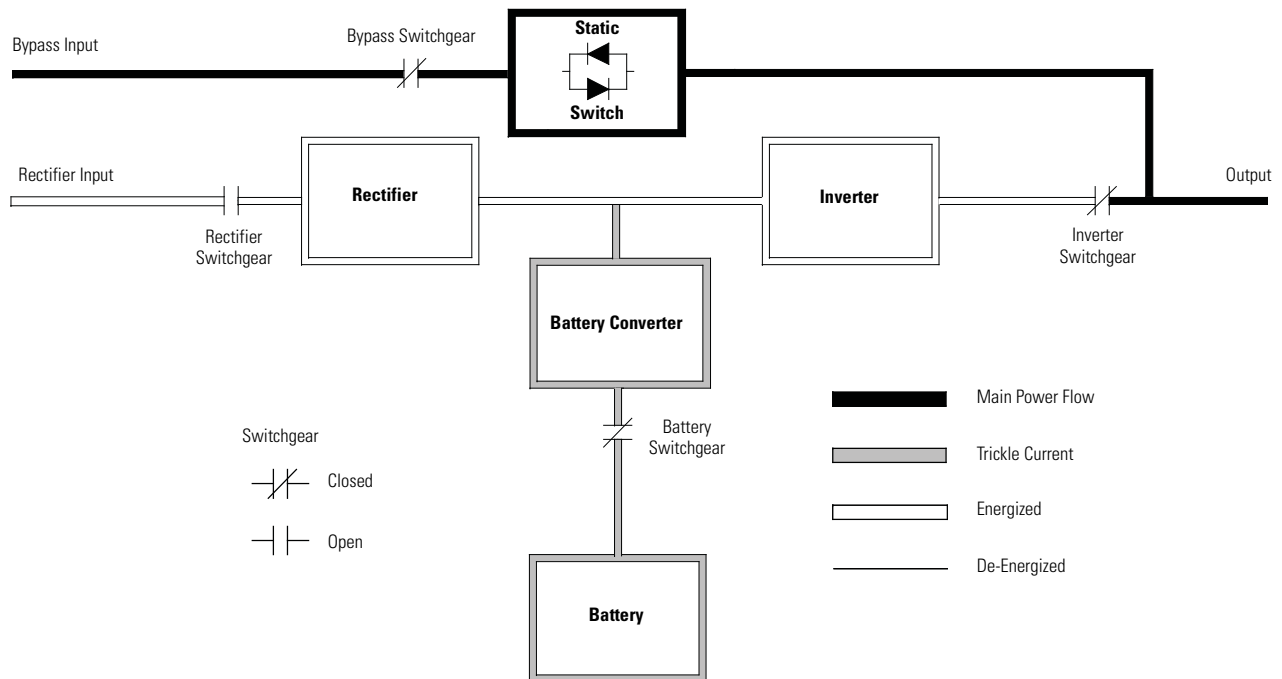 Bypass Input
Bypass Switchgear
Static
Switch
Rectifier Input
Rectifier
Switchgear
Rectifier
Inverter
Inverter
Switchgear
Output
Battery Converter
Battery
Switchgear
Battery
Switchgear
Closed
Open
Main Power Flow
Trickle Current
Energized
De-Energized